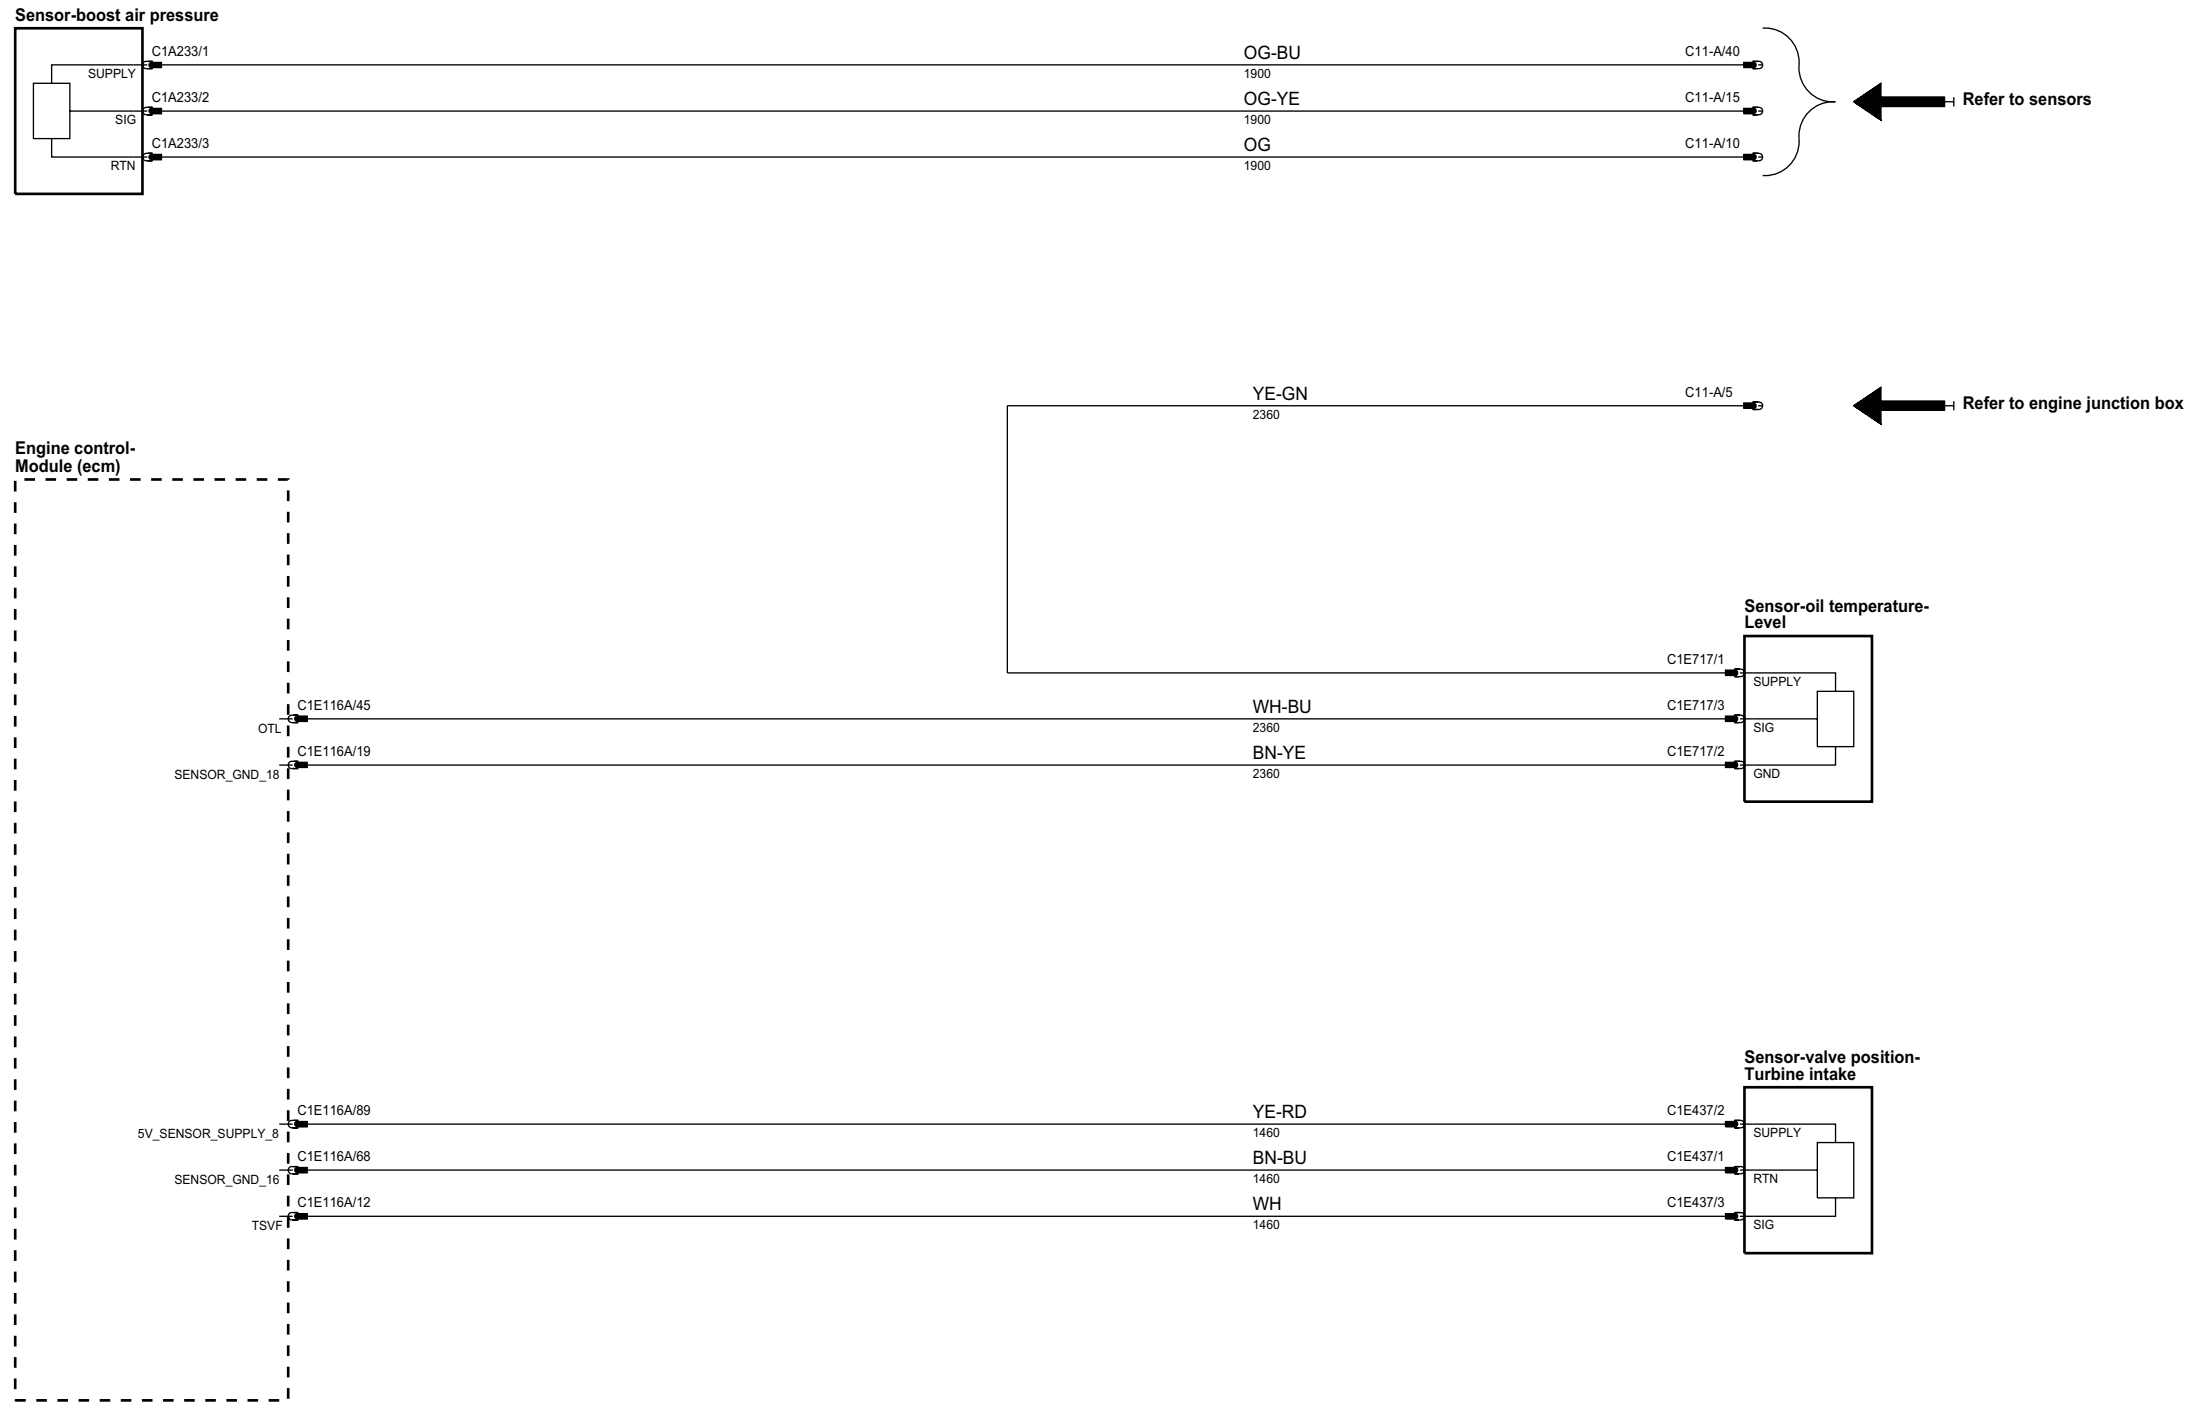 Sensor-boost air pressure
C1A233/1
OG-BU
C11-A/40
SUPPLY
1900
C1A233/2
OG-YE
C11-A/15
Refer to sensors
SIG
1900
C1A233/3
OG
C11-A/10
RTN
1900
YE-GN
C11-A/5
Refer to engine junction box
2360
Engine control-
Module (ecm)
Sensor-oil temperature-
Level
C1E717/1
SUPPLY
C1E116A/45
WH-BU
C1E717/3
OTL
2360
SIG
C1E116A/19
BN-YE
C1E717/2
SENSOR_GND_18
2360
GND
Sensor-valve position-
Turbine intake
C1E116A/89
YE-RD
C1E437/2
5V_SENSOR_SUPPLY_8
1460
SUPPLY
C1E116A/68
BN-BU
C1E437/1
SENSOR_GND_16
1460
RTN
C1E116A/12
WH
C1E437/3
TSVF
1460
SIG